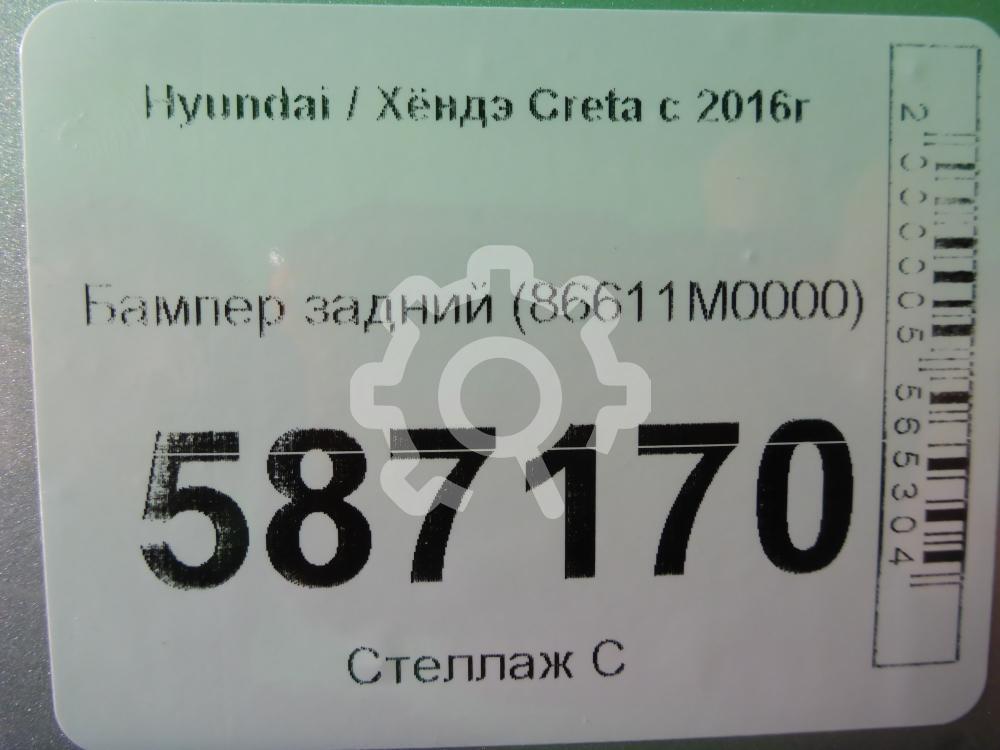 Hyundai / Хёндэ Creta с 2016г
Бампер задний (86611M0000)
587170
Стеллаж С
2000005565304